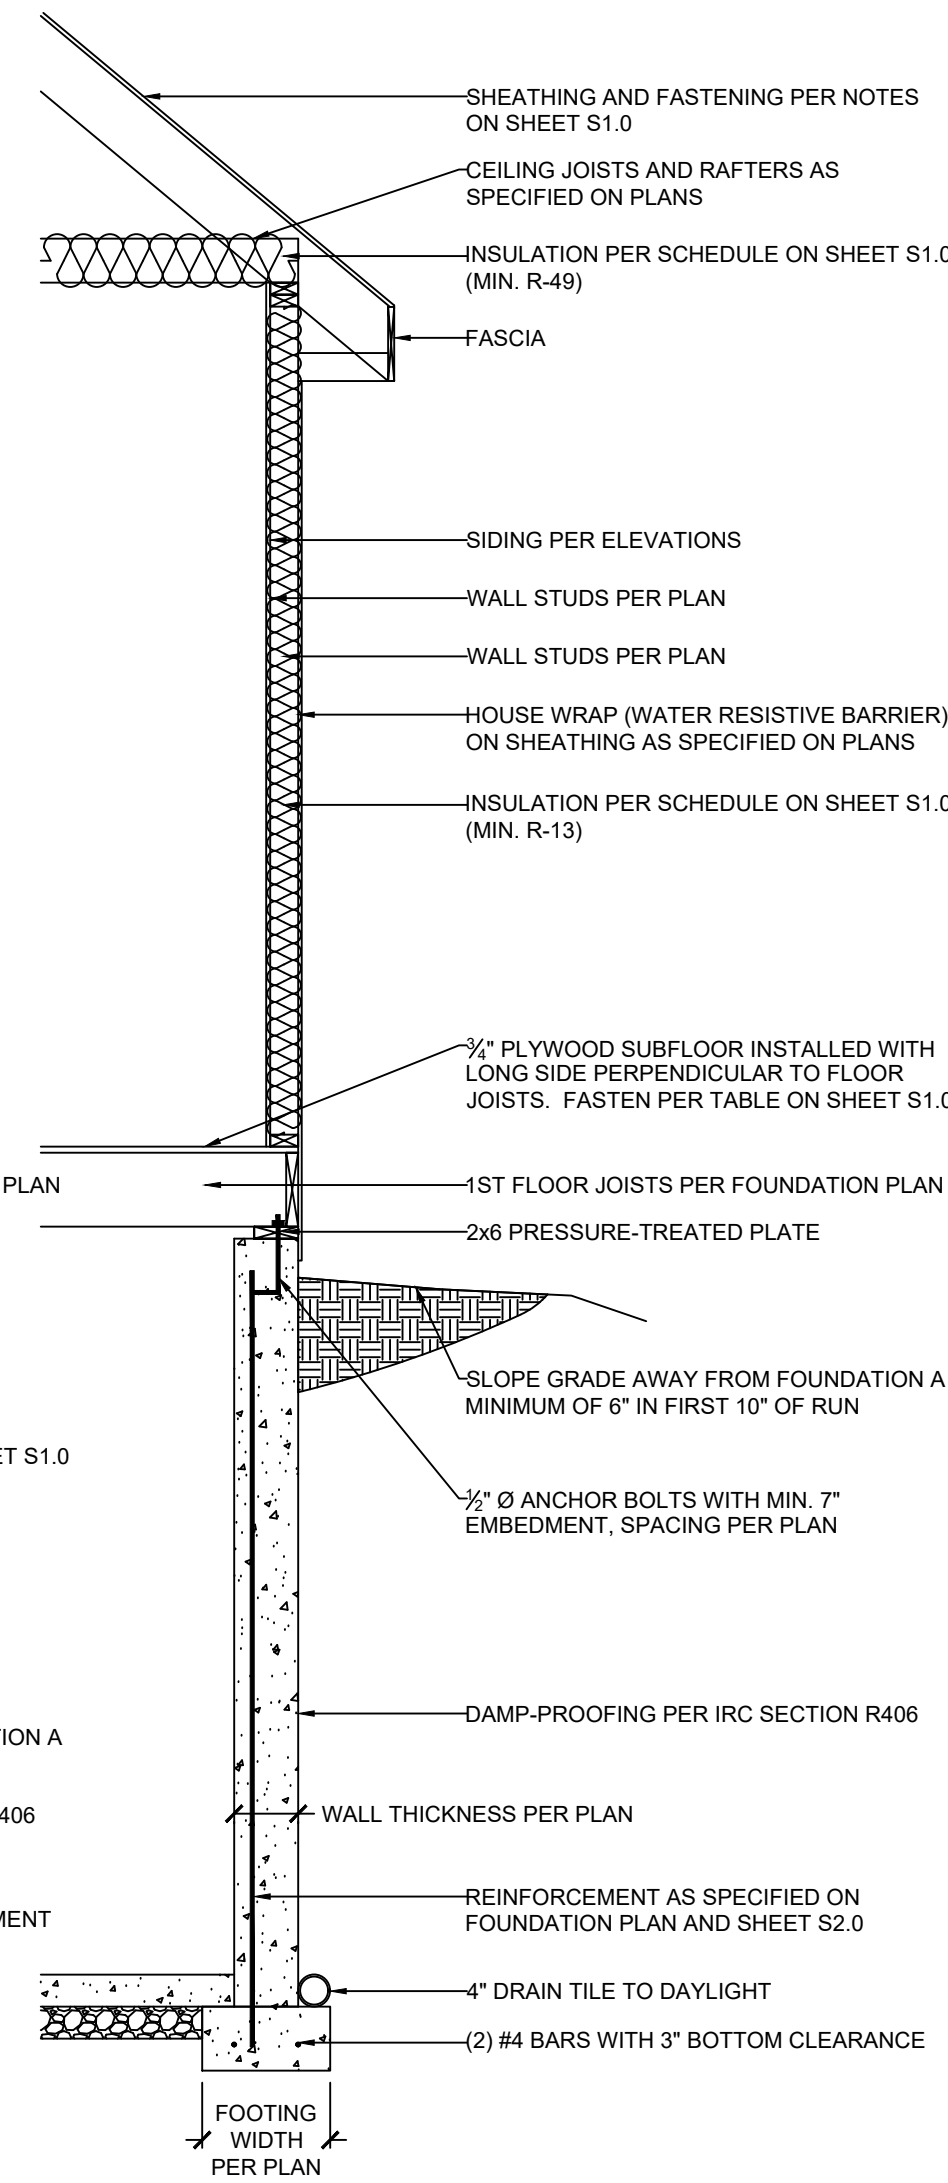 SHEATHING AND FASTENING PER NOTES
ON SHEET S1.0
CEILING JOISTS AND RAFTERS AS
SPECIFIED ON PLANS
INSULATION PER SCHEDULE ON SHEET S1.0
(MIN. R-49)
FASCIA
SIDING PER ELEVATIONS
WALL STUDS PER PLAN
WALL STUDS PER PLAN
HOUSE WRAP (WATER RESISTIVE BARRIER)
ON SHEATHING AS SPECIFIED ON PLANS
INSULATION PER SCHEDULE ON SHEET S1.0
(MIN. R-13)
¾" PLYWOOD SUBFLOOR INSTALLED WITH
LONG SIDE PERPENDICULAR TO FLOOR
JOISTS. FASTEN PER TABLE ON SHEET S1.0
PLAN
1ST FLOOR JOISTS PER FOUNDATION PLAN
2x6 PRESSURE-TREATED PLATE
SLOPE GRADE AWAY FROM FOUNDATION A
MINIMUM OF 6" IN FIRST 10" OF RUN
S1.0
½" Ø ANCHOR BOLTS WITH MIN. 7"
EMBEDMENT, SPACING PER PLAN
DAMP-PROOFING PER IRC SECTION R406
A
406
WALL THICKNESS PER PLAN
REINFORCEMENT AS SPECIFIED ON
FOUNDATION PLAN AND SHEET S2.0
4" DRAIN TILE TO DAYLIGHT
(2) #4 BARS WITH 3" BOTTOM CLEARANCE
FOOTING
WIDTH
PER PLAN